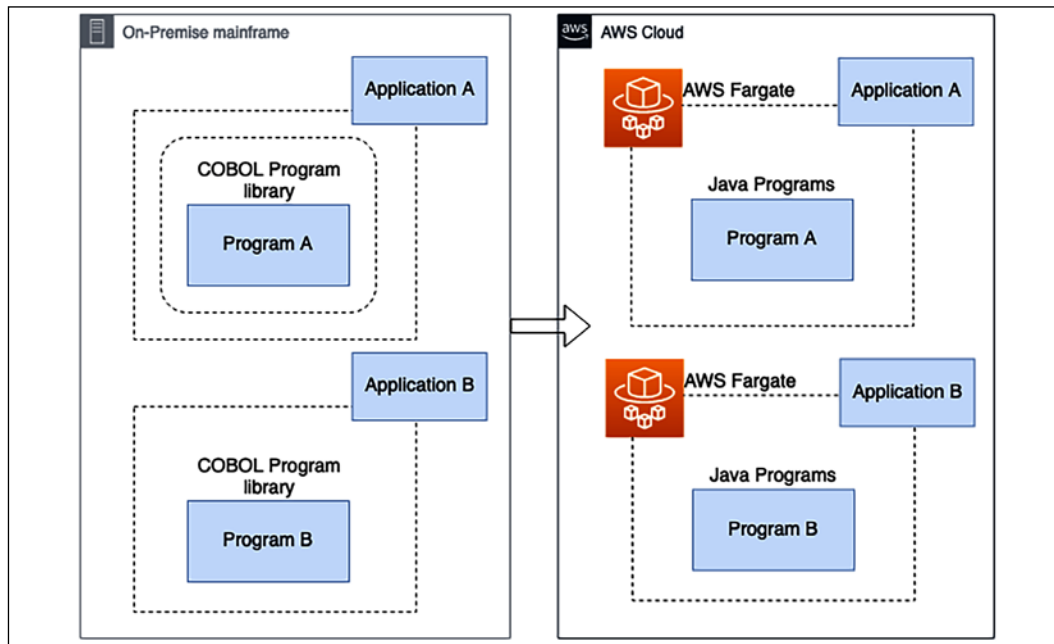 On-Premise mainframe
Application A
COBOL Program
library
Program A
Application B
COBOL Program
library
Program B
aws
AWS Cloud
AWS Fargate
Application A
Java Programs
Program A
AWS Fargate
Application B
Java Programs
Program B